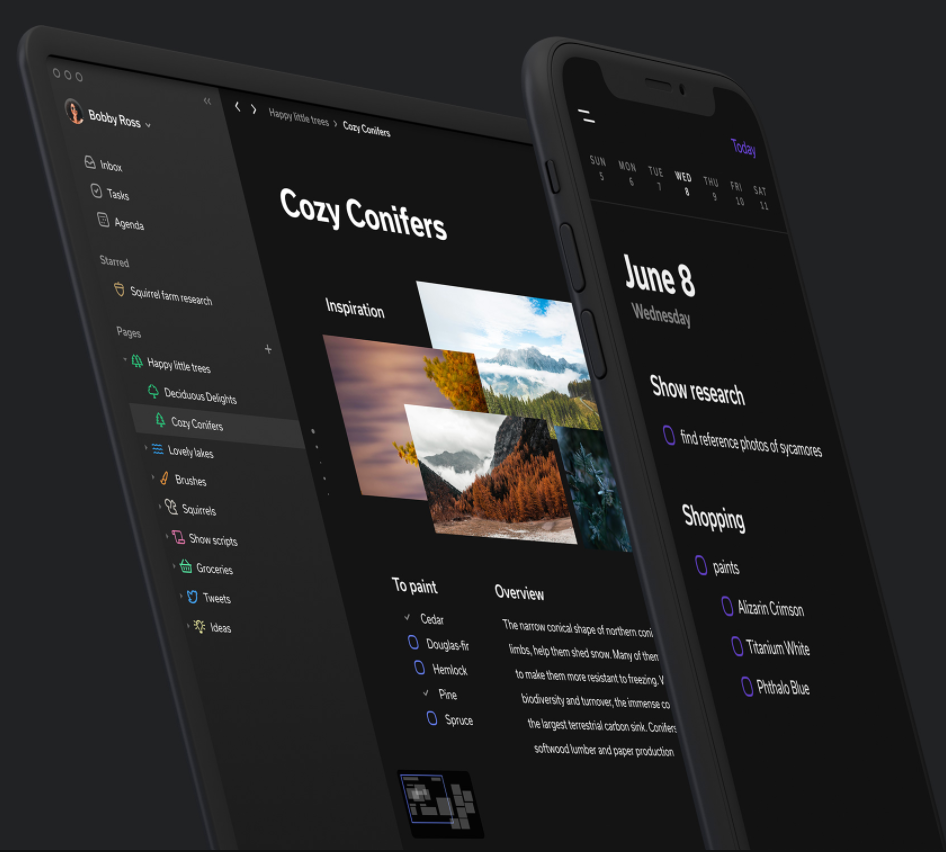 Bobby Ross
Inbox
Tasks
Agenda
Starred
Squirrel farm research
Pages
Happy little trees
Deciduous Delights
Cozy Conifers
Lovely lakes
Brushes
Squirrels
Show scripts
Groceries
Tweets
Ideas
Happy little trees › Cozy Conifers
Cozy Conifers
Inspiration
To paint
Cedar
Douglas-fir
Hemlock
Pine
Spruce
Overview
The narrow conical shape of northern coni
limbs, help them shed snow. Many of then
to make them more resistant to freezing. V
biodiversity and turnover, the immense co
the largest terrestrial carbon sink. Conifers
softwood lumber and paper production
Today
SUN MON TUE WED THU FRI SAT
5 6 7 8 9 10 11
June 8
Wednesday
Show research
find reference photos of sycamores
Shopping
paints
Alizarin Crimson
Titanium White
Phthalo Blue